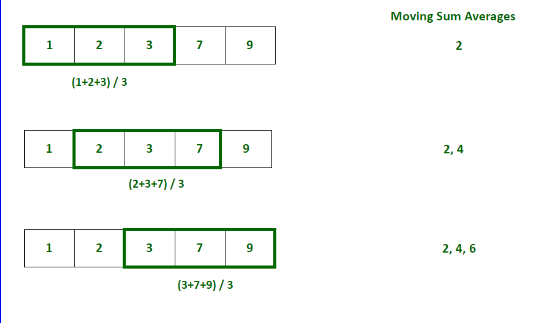 Moving Sum Averages
1 2 3 7 9 2
(1+2+3) / 3
1 2 3 7 9 2, 4
(2+3+7) / 3
1 2 3 7 9 2, 4, 6
(3+7+9) / 3